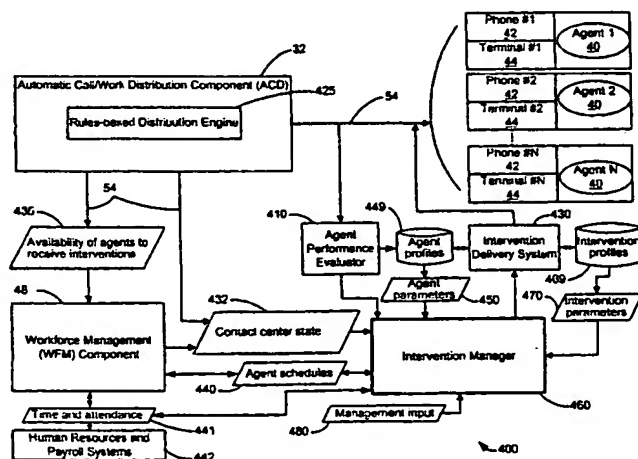 32
Automatic Call/Work Distribution Component (ACD)
425
Rules-based Distribution Engine
54
Phone #1
42
Terminal #1
44
Agent 1
40
Phone #2
42
Terminal #2
44
Agent 2
40
Phone #N
42
Terminal #N
44
Agent N
40
54
435
Availability of agents to
receive interventions
410
Agent
Performance
Evaluator
449
Agent
profiles
430
Intervention
Delivery System
Intervention
profiles
409
48
Workforce Management
(WFM) Component
432
Contact center
state
Agent
parameters
450
470
Intervention
parameters
Intervention Manager
460
Agent schedules
440
Time and attendance
441
Management input
480
Human Resources and
Payroll Systems
442
400